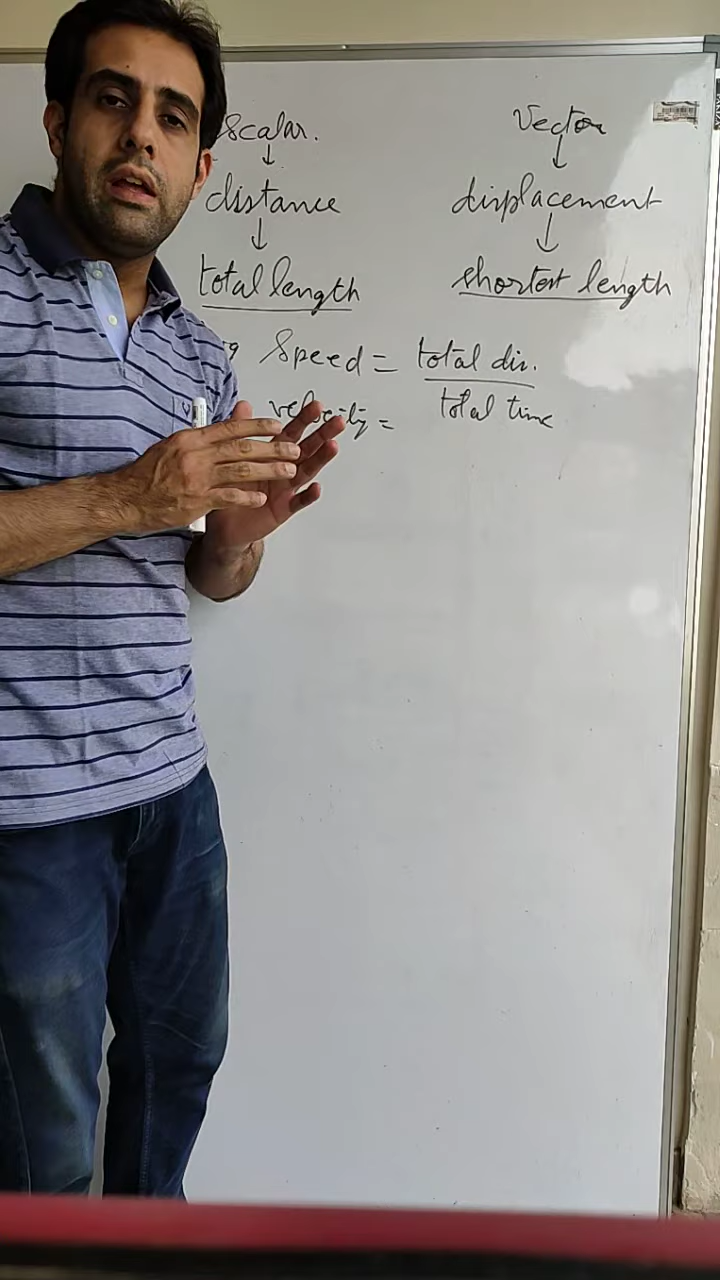 Scalar. Vector
↓ ↓
distance displacement
↓ ↓
total length shortest length
Speed = total dis.
total time
velocity =